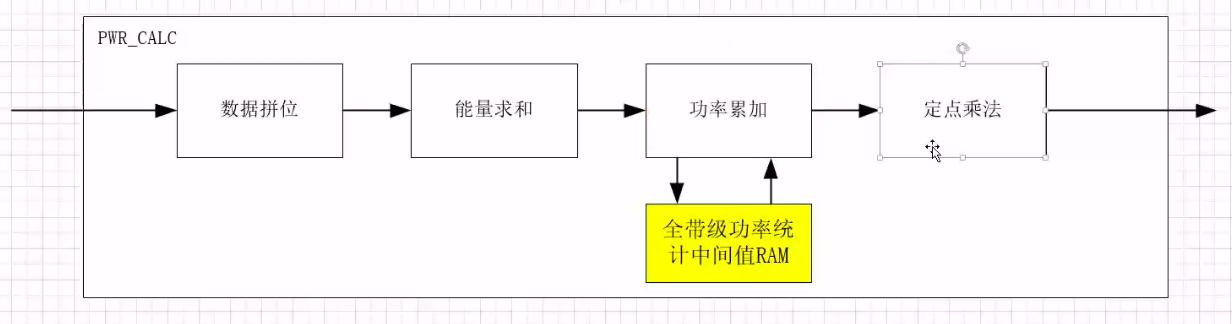 PWR_CALC
数据拼位
能量求和
功率累加
定点乘法
全带级功率统
计中间值RAM